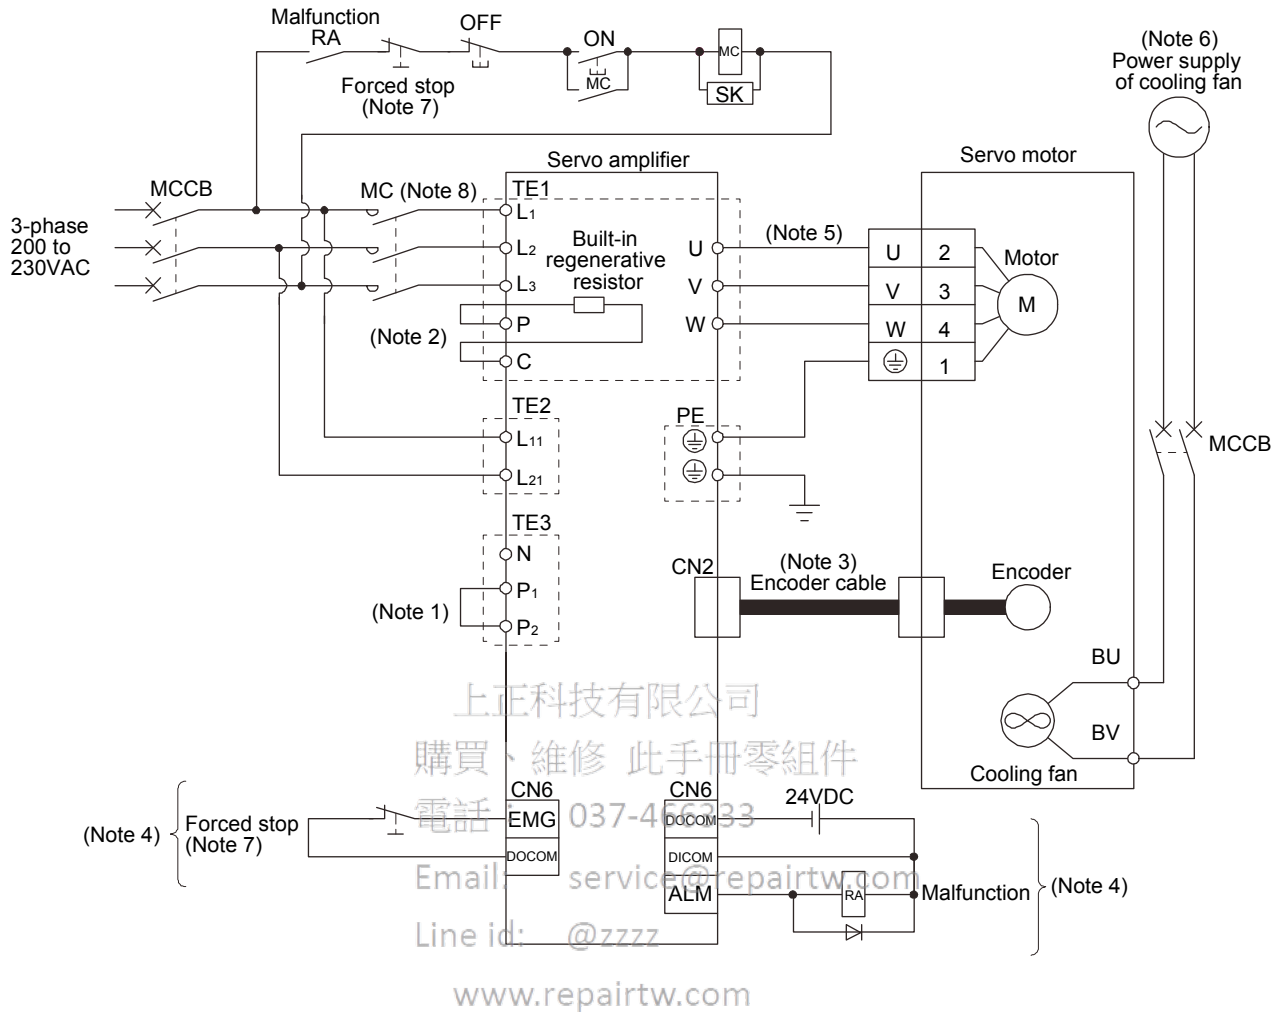 Malfunction
RA
OFF
ON
MC
MC
SK
Forced stop
(Note 7)
(Note 6)
Power supply
of cooling fan
Servo amplifier
Servo motor
MCCB
MC (Note 8)
3-phase
200 to
230VAC
TE1
L1
L2
L3
P
C
Built-in
regenerative
resistor
(Note 2)
U
V
W
(Note 5)
U 2
V 3
W 4
1
Motor
M
TE2
L11
L21
PE
MCCB
TE3
N
P1
P2
(Note 1)
CN2
(Note 3)
Encoder cable
Encoder
BU
BV
Cooling fan
上正科技有限公司
購買、維修 此手冊零組件
電話： 037-466333
Email: service@repairtw.com
Line id: @zzzz
www.repairtw.com
(Note 4)
Forced stop
(Note 7)
CN6
EMG
DOCOM
CN6
DOCOM
DICOM
ALM
24VDC
RA
Malfunction
(Note 4)